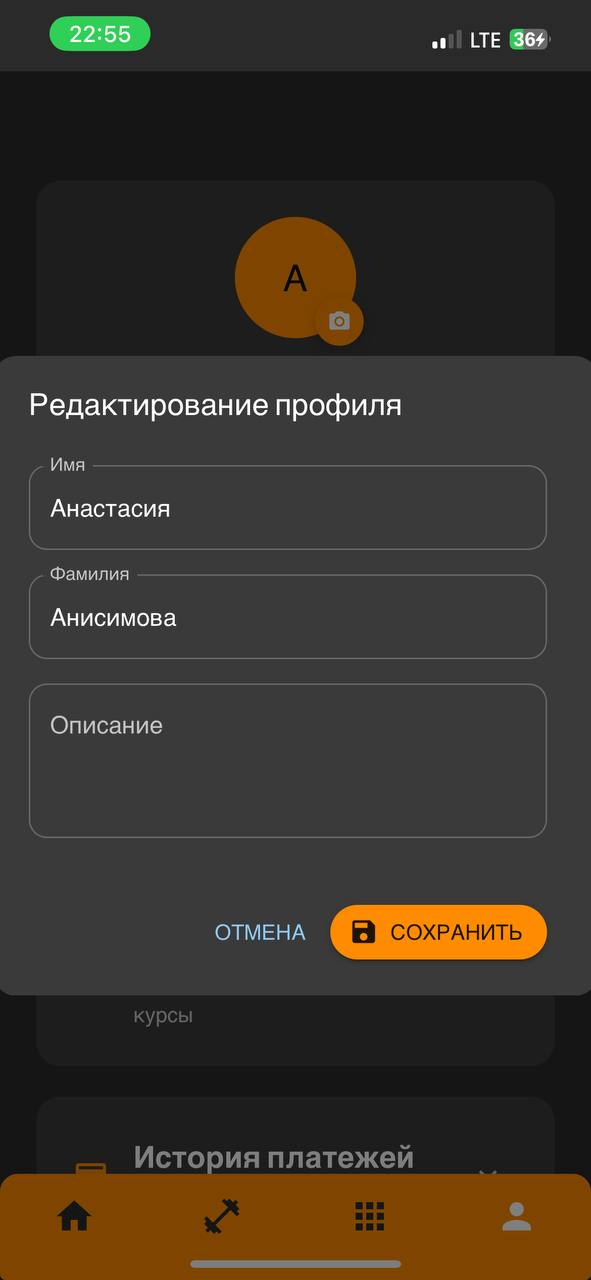 22:55
LTE
36
А
Редактирование профиля
Имя
Анастасия
Фамилия
Анисимова
Описание
ОТМЕНА
СОХРАНИТЬ
курсы
История платежей